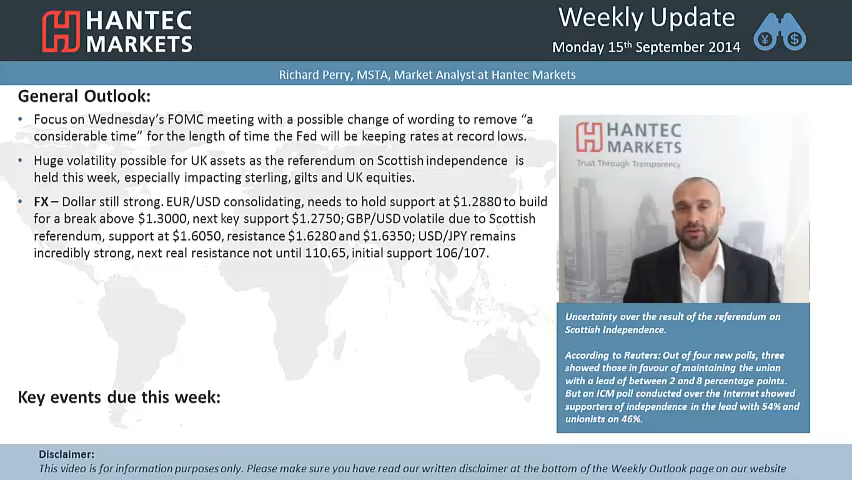 HANTEC
MARKETS
Weekly Update
Monday 15th September 2014
Richard Perry, MSTA, Market Analyst at Hantec Markets
General Outlook:
• Focus on Wednesday's FOMC meeting with a possible change of wording to remove "a
considerable time" for the length of time the Fed will be keeping rates at record lows.
• Huge volatility possible for UK assets as the referendum on Scottish independence is
held this week, especially impacting sterling, gilts and UK equities.
• FX – Dollar still strong. EUR/USD consolidating, needs to hold support at $1.2880 to build
for a break above $1.3000, next key support $1.2750; GBP/USD volatile due to Scottish
referendum, support at $1.6050, resistance $1.6280 and $1.6350; USD/JPY remains
incredibly strong, next real resistance not until 110.65, initial support 106/107.
HANTEC
MARKETS
Trust Through Transparency
Uncertainty over the result of the referendum on
Scottish Independence.
According to Reuters: Out of four new polls, three
showed those in favour of maintaining the union
with a lead of between 2 and 8 percentage points.
But an ICM poll conducted over the Internet showed
supporters of independence in the lead with 54% and
unionists on 46%.
Key events due this week:
Disclaimer:
This video is for information purposes only. Please make sure you have read our written disclaimer at the bottom of the Weekly Outlook page on our website